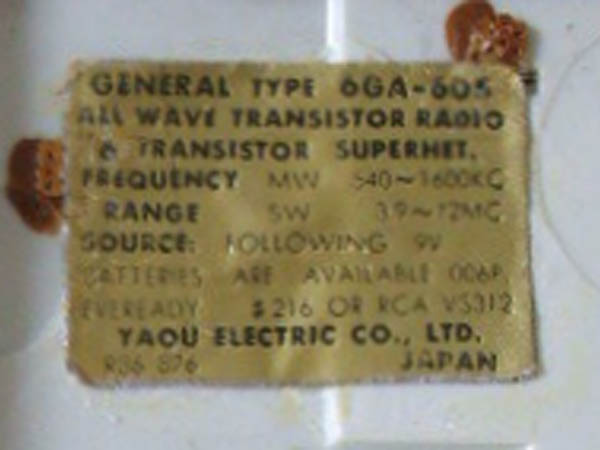 GENERAL TYPE 6GA-605
ALL WAVE TRANSISTOR RADIO
6 TRANSISTOR SUPERHET.
FREQUENCY MW 540~1600KC
RANGE SW 3.9~12MC
SOURCE: FOLLOWING 9V
BATTERIES ARE AVAILABLE 006P,
EVEREADY $216 OR RCA VS312
YAOU ELECTRIC CO., LTD.
JAPAN